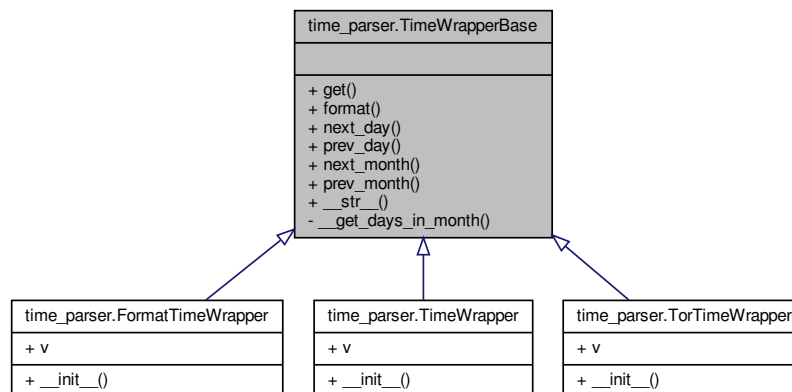 time_parser.TimeWrapperBase
+ get()
+ format()
+ next_day()
+ prev_day()
+ next_month()
+ prev_month()
+ __str__()
- __get_days_in_month()
time_parser.FormatTimeWrapper
+ v
+ __init__()
time_parser.TimeWrapper
+ v
+ __init__()
time_parser.TorTimeWrapper
+ v
+ __init__()